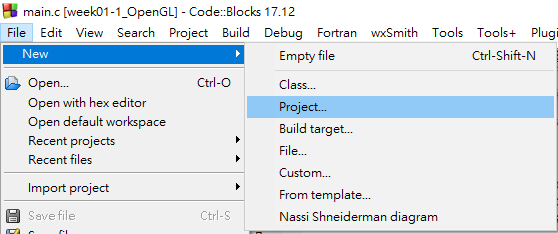 main.c [week01-1_OpenGL] - Code::Blocks 17.12
File Edit View Search Project Build Debug Fortran wxSmith Tools Tools+
New
Open... Ctrl-O
Open with hex editor
Open default workspace
Recent projects
Recent files
Import project
Save file Ctrl-S
Empty file Ctrl-Shift-N
Class...
Project...
Build target...
File...
Custom...
From template...
Nassi Shneiderman diagram